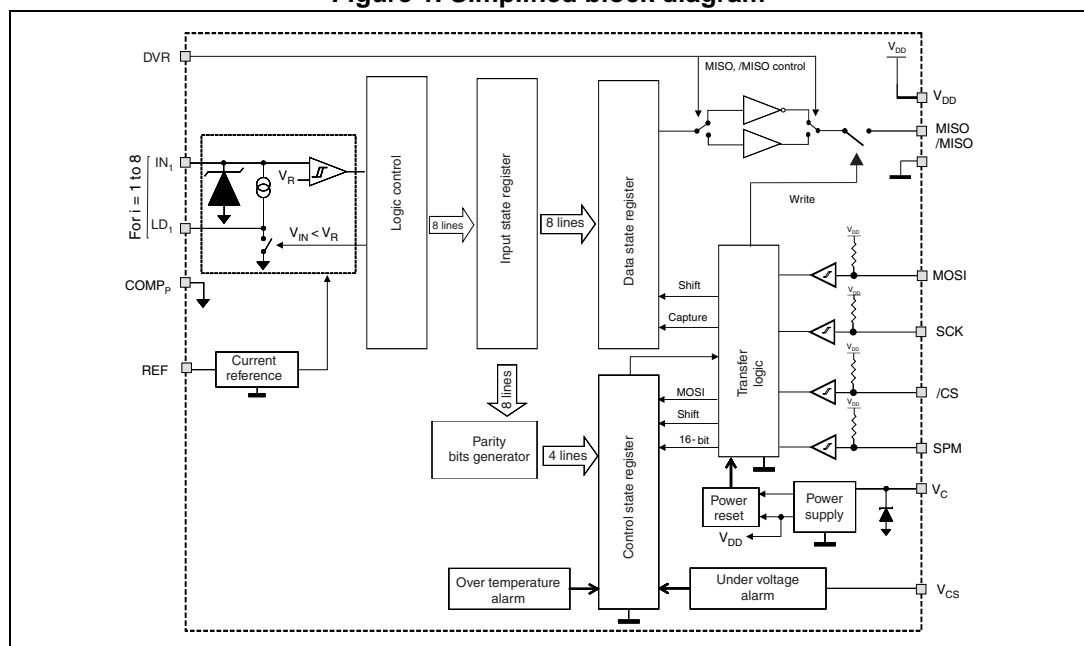 Figure 1. Simplified block diagram
DVR
MISO, /MISO control
VDD
VDD
MISO
/MISO
For i = 1 to 8
IN1
VR
LD1
VIN < VR
COMPP
REF
Current
reference
Logic control
8 lines
Input state register
8 lines
Data state register
Write
Shift
Capture
Transfer
logic
VDD
MOSI
VDD
SCK
VDD
/CS
VDD
SPM
8 lines
Parity
bits generator
4 lines
Control state register
MOSI
Shift
16-bit
Power
reset
VDD
Power
supply
VC
Over temperature
alarm
Under voltage
alarm
VCS